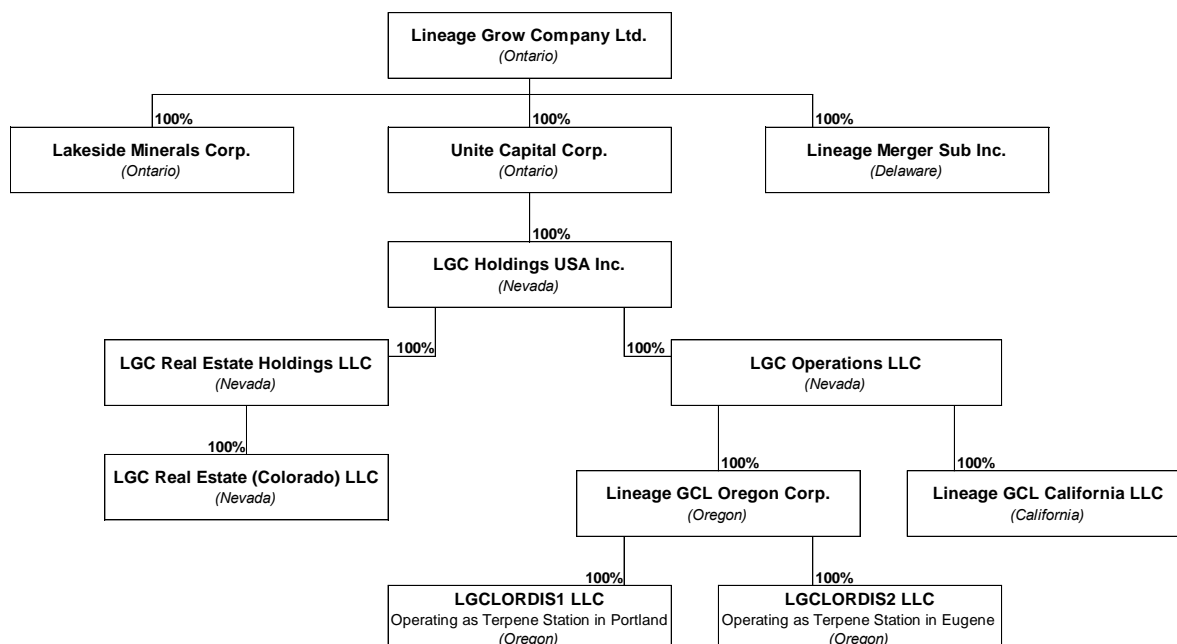 Lineage Grow Company Ltd.
(Ontario)
100%
100%
100%
Lakeside Minerals Corp.
(Ontario)
Unite Capital Corp.
(Ontario)
Lineage Merger Sub Inc.
(Delaware)
100%
LGC Holdings USA Inc.
(Nevada)
100%
100%
LGC Real Estate Holdings LLC
(Nevada)
LGC Operations LLC
(Nevada)
100%
100%
100%
LGC Real Estate (Colorado) LLC
(Nevada)
Lineage GCL Oregon Corp.
(Oregon)
Lineage GCL California LLC
(California)
100%
100%
LGCLORDIS1 LLC
Operating as Terpene Station in Portland
(Oregon)
LGCLORDIS2 LLC
Operating as Terpene Station in Eugene
(Oregon)